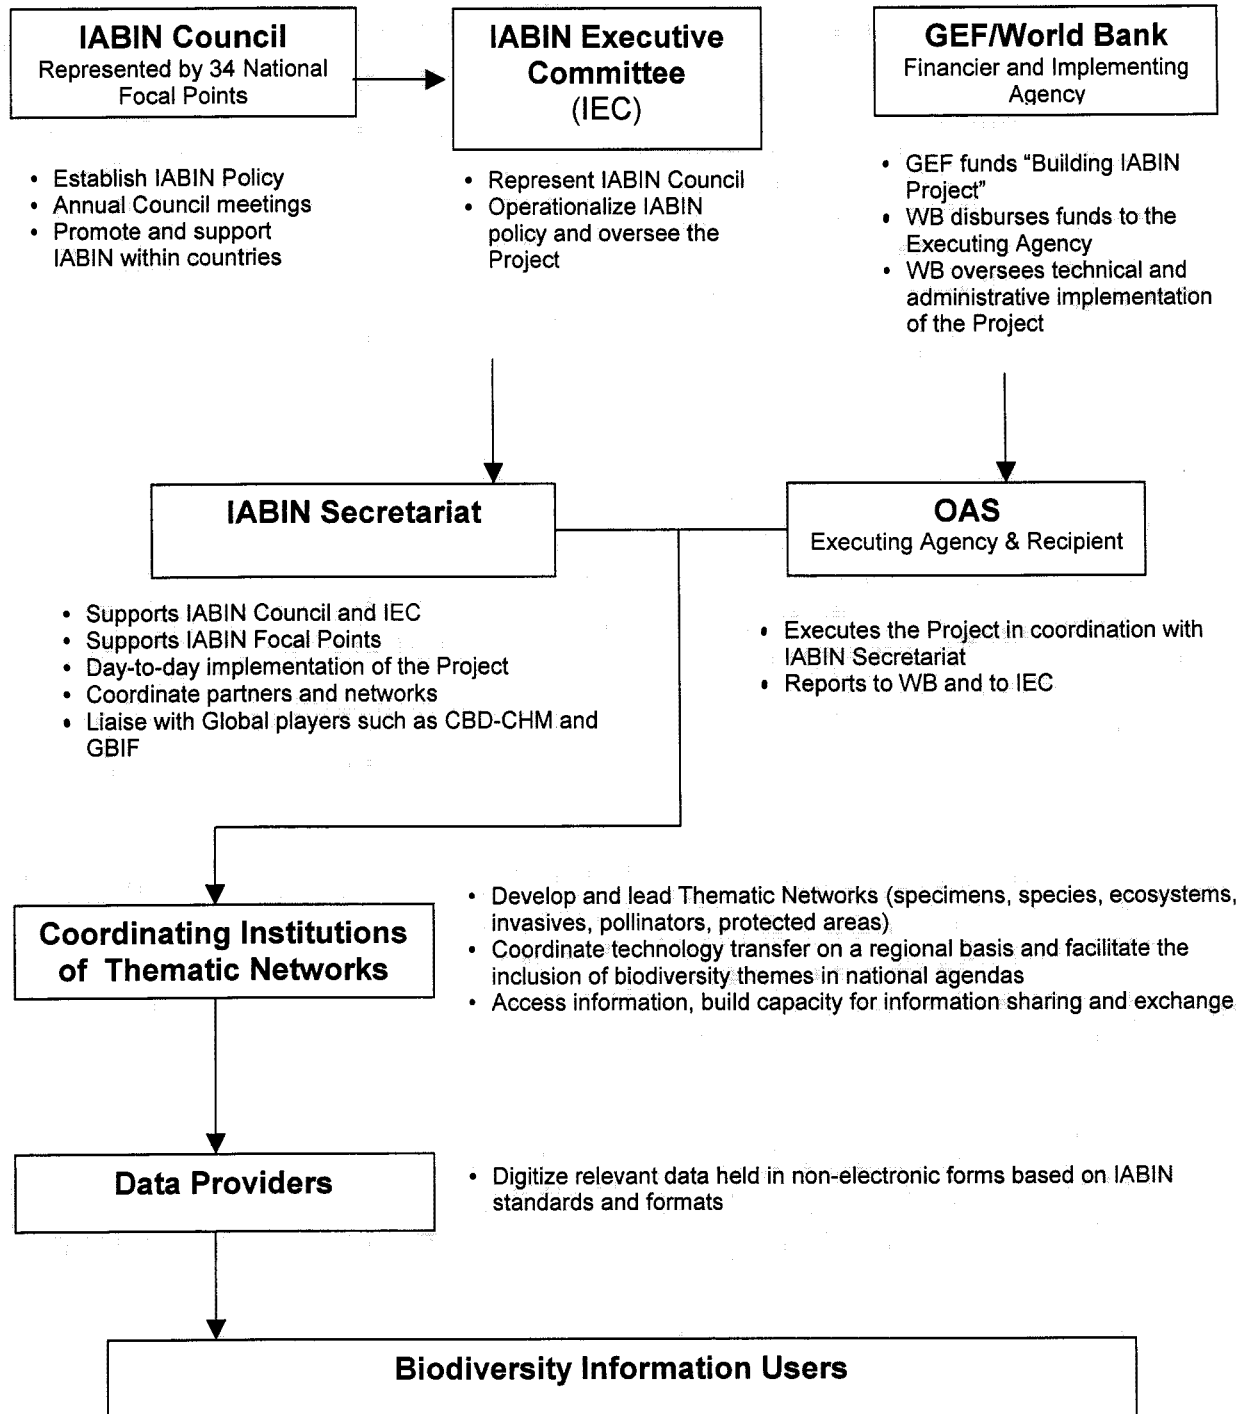 IABIN Council
Represented by 34 National
Focal Points
IABIN Executive
Committee
(IEC)
GEF/World Bank
Financier and Implementing
Agency
• Establish IABIN Policy
• Annual Council meetings
• Promote and support
IABIN within countries
• Represent IABIN Council
• Operationalize IABIN
policy and oversee the
Project
• GEF funds “Building IABIN
Project”
• WB disburses funds to the
Executing Agency
• WB oversees technical and
administrative implementation
of the Project
IABIN Secretariat
OAS
Executing Agency & Recipient
• Supports IABIN Council and IEC
• Supports IABIN Focal Points
• Day-to-day implementation of the Project
• Coordinate partners and networks
• Liaise with Global players such as CBD-CHM and
GBIF
• Executes the Project in coordination with
IABIN Secretariat
• Reports to WB and to IEC
Coordinating Institutions
of Thematic Networks
• Develop and lead Thematic Networks (specimens, species, ecosystems,
invasives, pollinators, protected areas)
• Coordinate technology transfer on a regional basis and facilitate the
inclusion of biodiversity themes in national agendas
• Access information, build capacity for information sharing and exchange
Data Providers
• Digitize relevant data held in non-electronic forms based on IABIN
standards and formats
Biodiversity Information Users